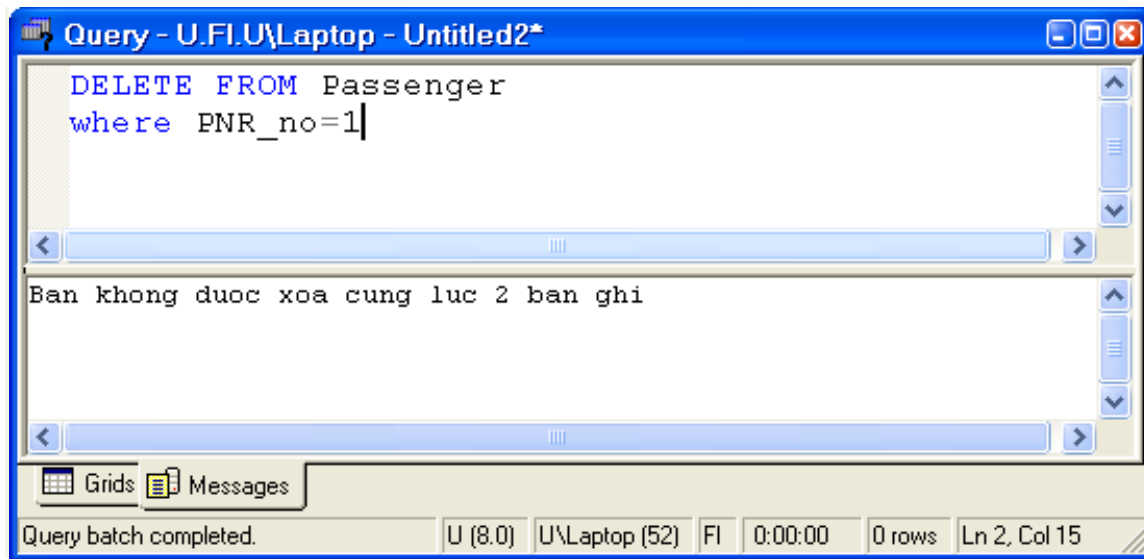 Query - U.FI.U\Laptop - Untitled2*
DELETE FROM Passenger
where PNR_no=1
Ban khong duoc xoa cung luc 2 ban ghi
Grids Messages
Query batch completed. U (8.0) U\Laptop (52) FI 0:00:00 0 rows Ln 2, Col 15